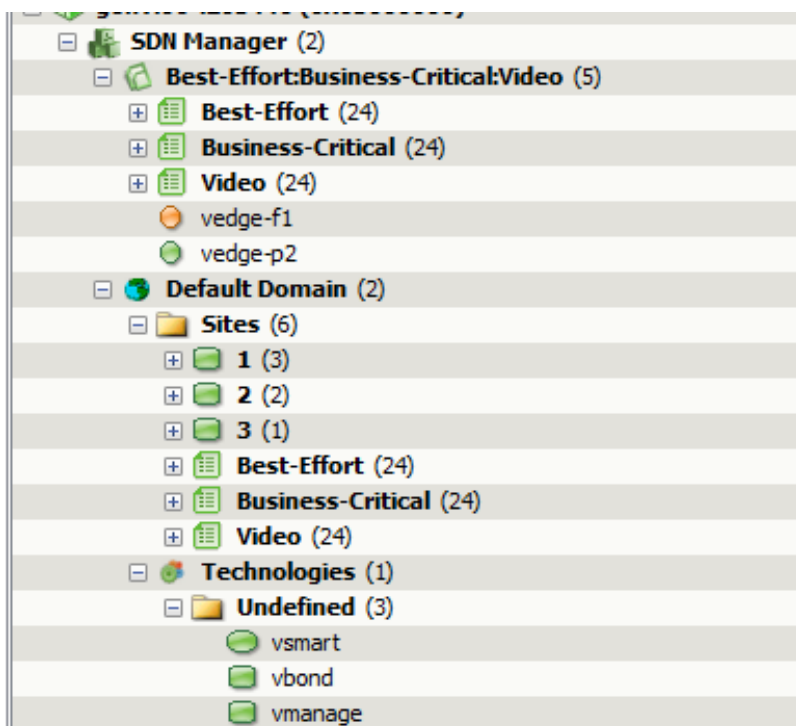 SDN Manager (2)
Best-Effort:Business-Critical:Video (5)
Best-Effort (24)
Business-Critical (24)
Video (24)
vedge-f1
vedge-p2
Default Domain (2)
Sites (6)
1 (3)
2 (2)
3 (1)
Best-Effort (24)
Business-Critical (24)
Video (24)
Technologies (1)
Undefined (3)
vsmart
vbond
vmanage